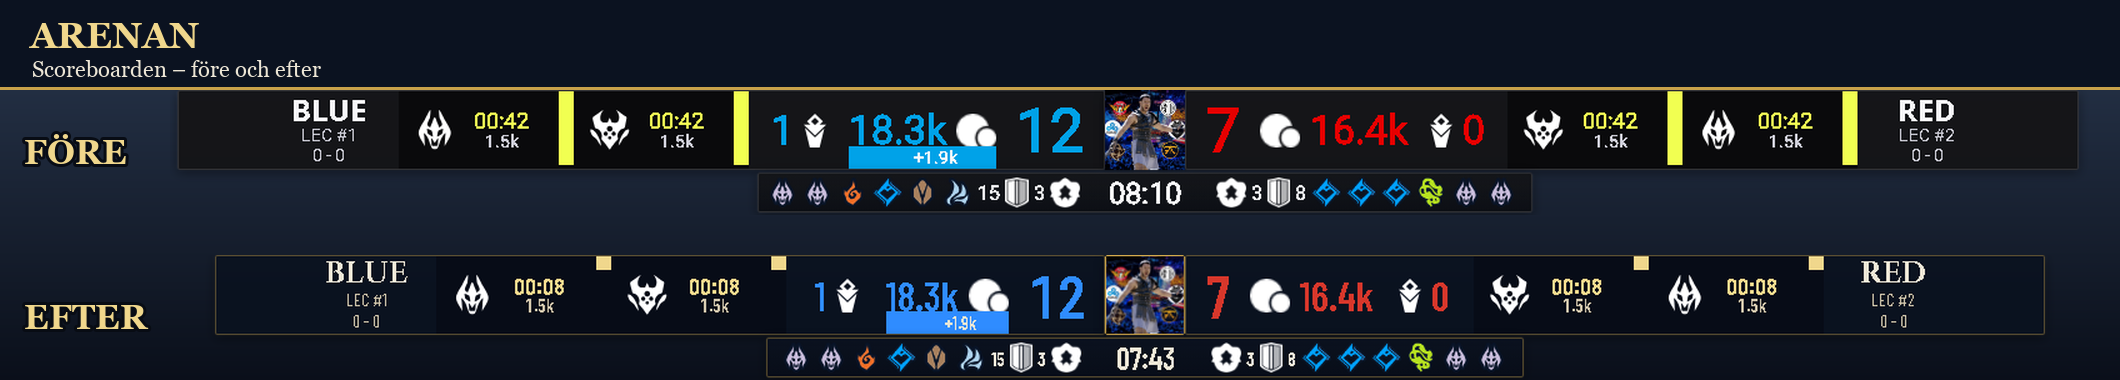 ARENAN
Scoreboarden – före och efter
FÖRE
BLUE
LEC #1
0-0
00:42
1.5k
00:42
1.5k
1 18.3k 12
+1.9k
7 16.4k 0
00:42
1.5k
00:42
1.5k
RED
LEC #2
0-0
15 3 08:10 3 8
EFTER
BLUE
LEC #1
0-0
00:08
1.5k
00:08
1.5k
1 18.3k 12
+1.9k
7 16.4k 0
00:08
1.5k
00:08
1.5k
RED
LEC #2
0-0
15 3 07:43 3 8